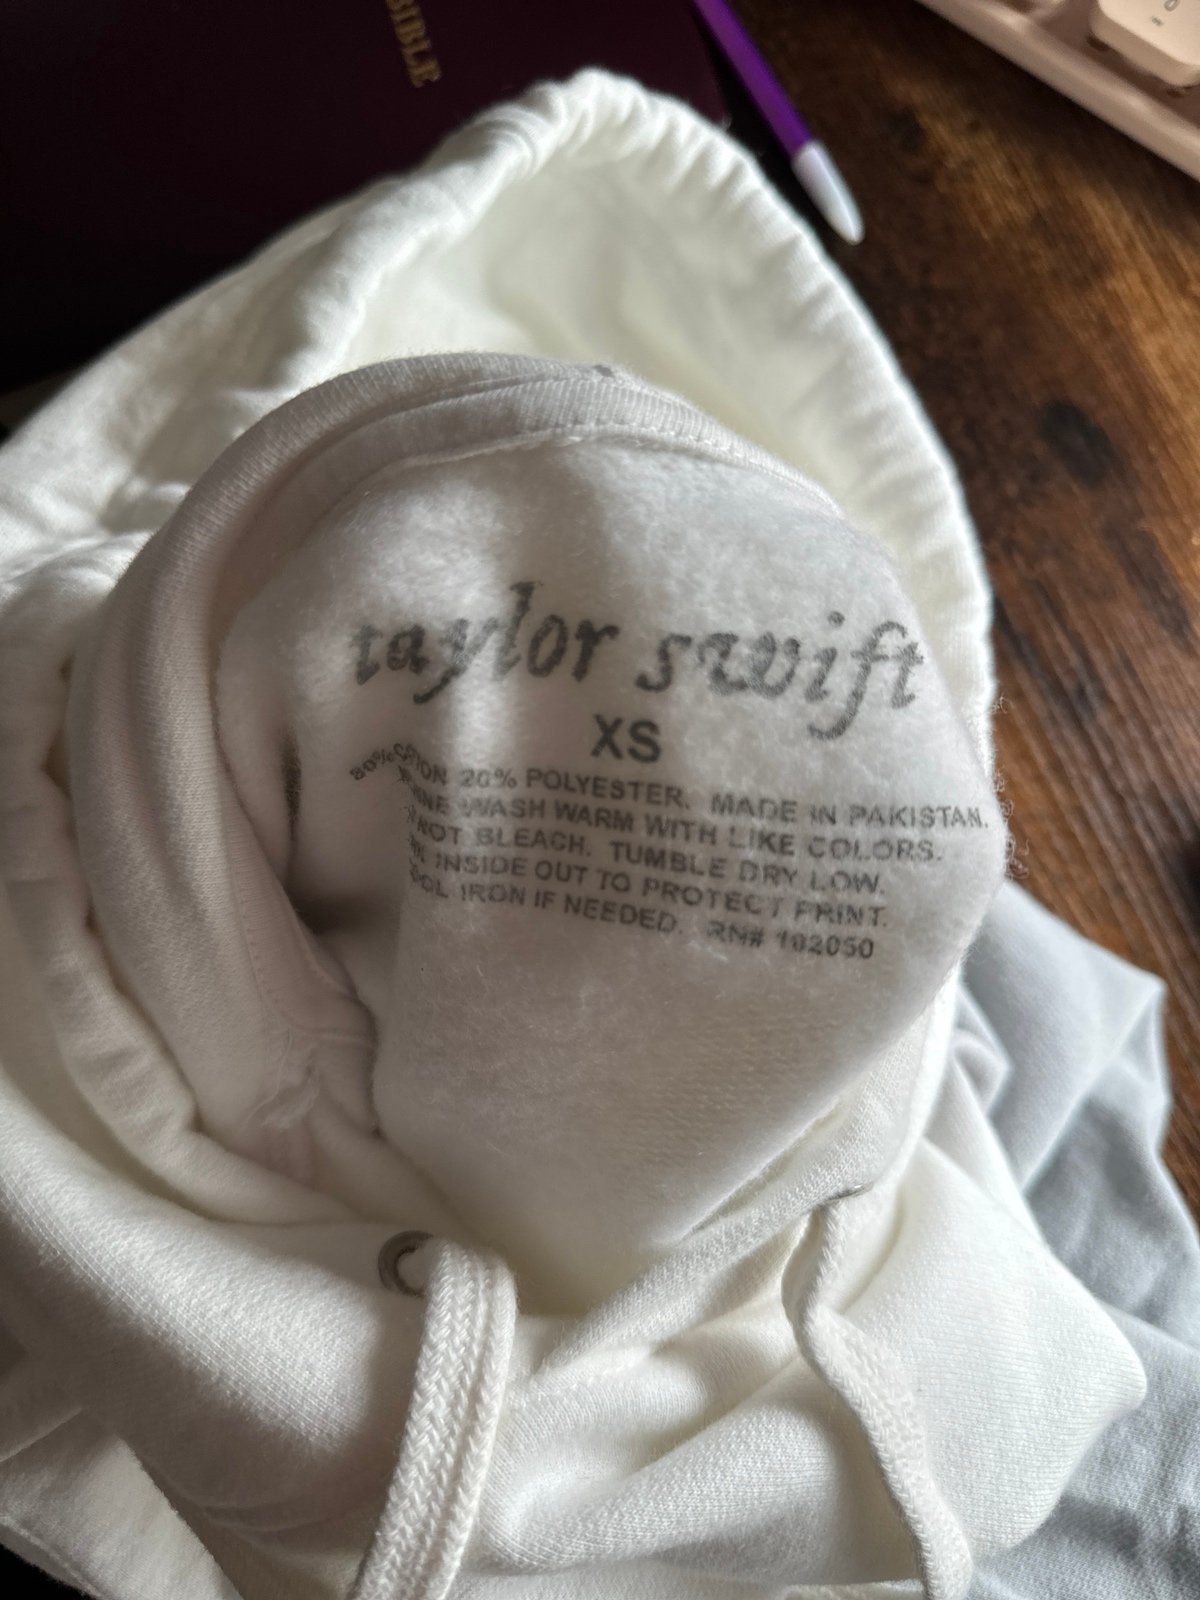 BIBLE
taylor swift
XS
80% COTTON 20% POLYESTER. MADE IN PAKISTAN.
WASH WARM WITH LIKE COLORS.
NOT BLEACH. TUMBLE DRY LOW.
INSIDE OUT TO PROTECT PRINT.
IRON IF NEEDED. RN# 102050